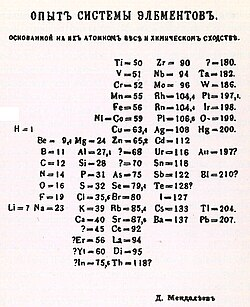 ОПЫТЪ СИСТЕМЫ ЭЛЕМЕНТОВЪ.
ОСНОВАННОЙ НА ИХЪ АТОМНОМЪ ВѢСѢ И ХИМИЧЕСКОМЪ СХОДСТВѢ.
Ti=50 Zr=90 ?=180.
V=51 Nb=94 Ta=182.
Cr=52 Mo=96 W=186.
Mn=55 Rh=104,4 Pt=197,1.
Fe=56 Rn=104,4 Ir=198.
NI=Co=59 Pl=106,6 O-=199.
H=1 Cu=63,4 Ag=108 Hg=200.
Be=9,4 Mg=24 Zn=65,2 Cd=112
B=11 Al=27,1 ?=68 Ur=116 Au=197?
C=12 Si=28 ?=70 Sn=118
N=14 P=31 As=75 Sb=122 Bl=210?
O=16 S=32 Se=79,4 Te=128?
F=19 Cl=35,5 Br=80 I=127
Li=7 Na=23 K=39 Rb=85,4 Cs=133 Tl=204.
Ca=40 Sr=87,6 Ba=137 Pb=207.
?=45 Ce=92
?Er=56 La=94
?Yt=60 Di=95
?In=75,6 Th=118?
Д. Менделѣевъ